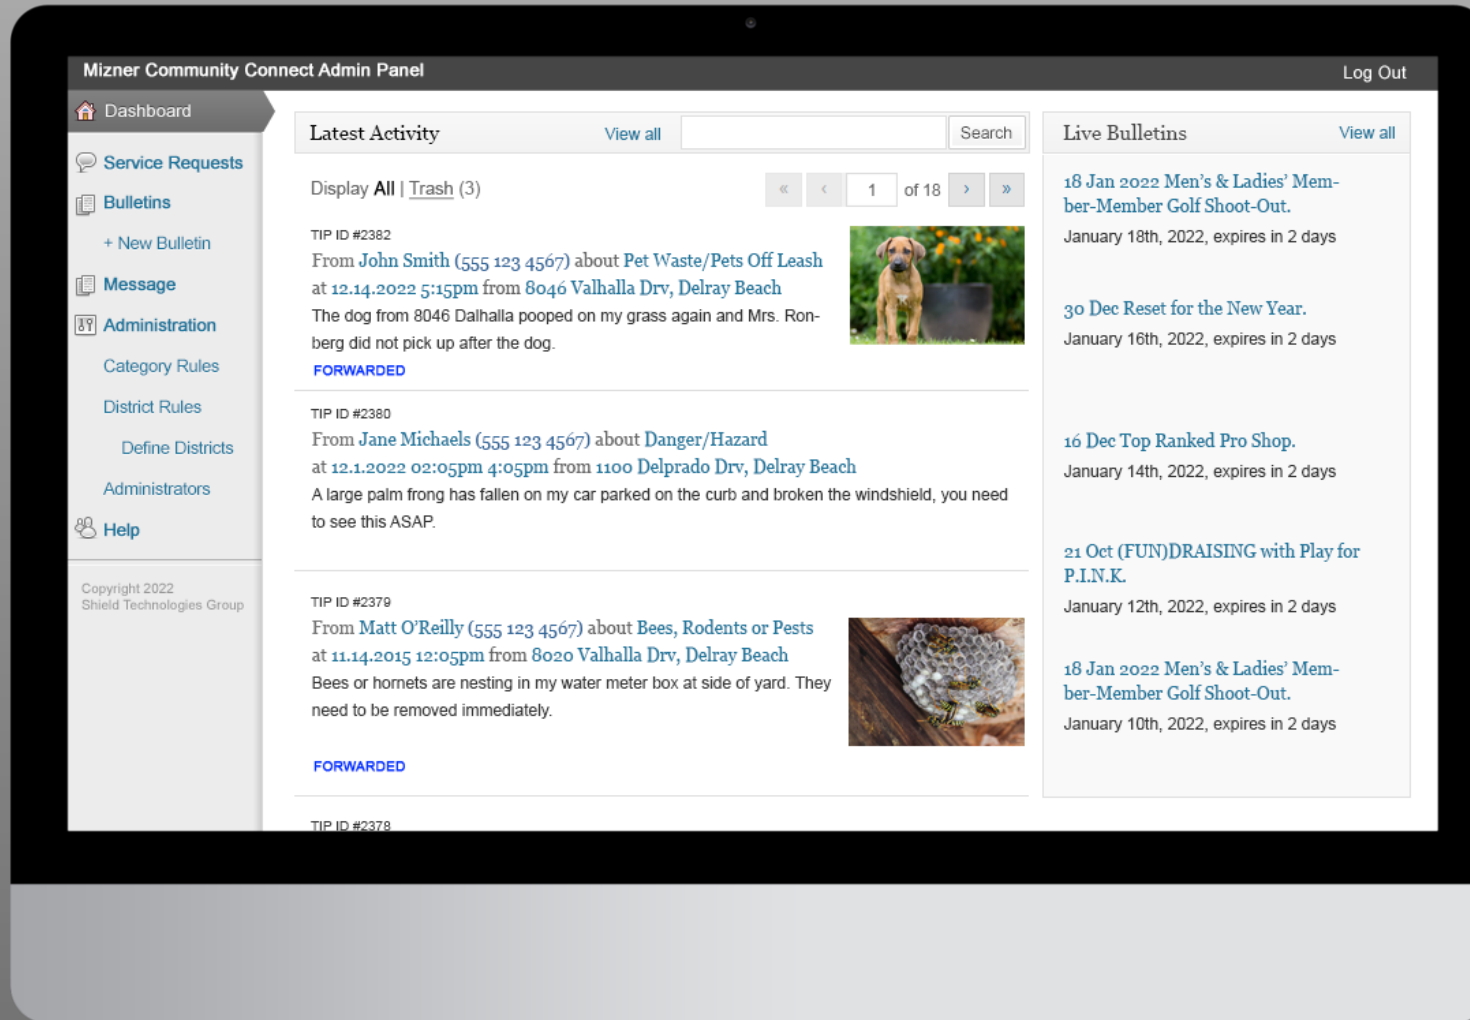 Mizner Community Connect Admin Panel
Log Out
Dashboard
Service Requests
Bulletins
+ New Bulletin
Message
Administration
Category Rules
District Rules
Define Districts
Administrators
Help
Copyright 2022
Shield Technologies Group
Latest Activity
View all
Search
Display All | Trash (3)
« ‹ 1 of 18 › »
TIP ID #2382
From John Smith (555 123 4567) about Pet Waste/Pets Off Leash
at 12.14.2022 5:15pm from 8046 Valhalla Drv, Delray Beach
The dog from 8046 Dalhalla pooped on my grass again and Mrs. Ron-
berg did not pick up after the dog.
FORWARDED
TIP ID #2380
From Jane Michaels (555 123 4567) about Danger/Hazard
at 12.1.2022 02:05pm 4:05pm from 1100 Delprado Drv, Delray Beach
A large palm frong has fallen on my car parked on the curb and broken the windshield, you need
to see this ASAP.
TIP ID #2379
From Matt O'Reilly (555 123 4567) about Bees, Rodents or Pests
at 11.14.2015 12:05pm from 8020 Valhalla Drv, Delray Beach
Bees or hornets are nesting in my water meter box at side of yard. They
need to be removed immediately.
FORWARDED
TIP ID #2378
Live Bulletins
View all
18 Jan 2022 Men's & Ladies' Mem-
ber-Member Golf Shoot-Out.
January 18th, 2022, expires in 2 days
30 Dec Reset for the New Year.
January 16th, 2022, expires in 2 days
16 Dec Top Ranked Pro Shop.
January 14th, 2022, expires in 2 days
21 Oct (FUN)DRAISING with Play for
P.I.N.K.
January 12th, 2022, expires in 2 days
18 Jan 2022 Men's & Ladies' Mem-
ber-Member Golf Shoot-Out.
January 10th, 2022, expires in 2 days